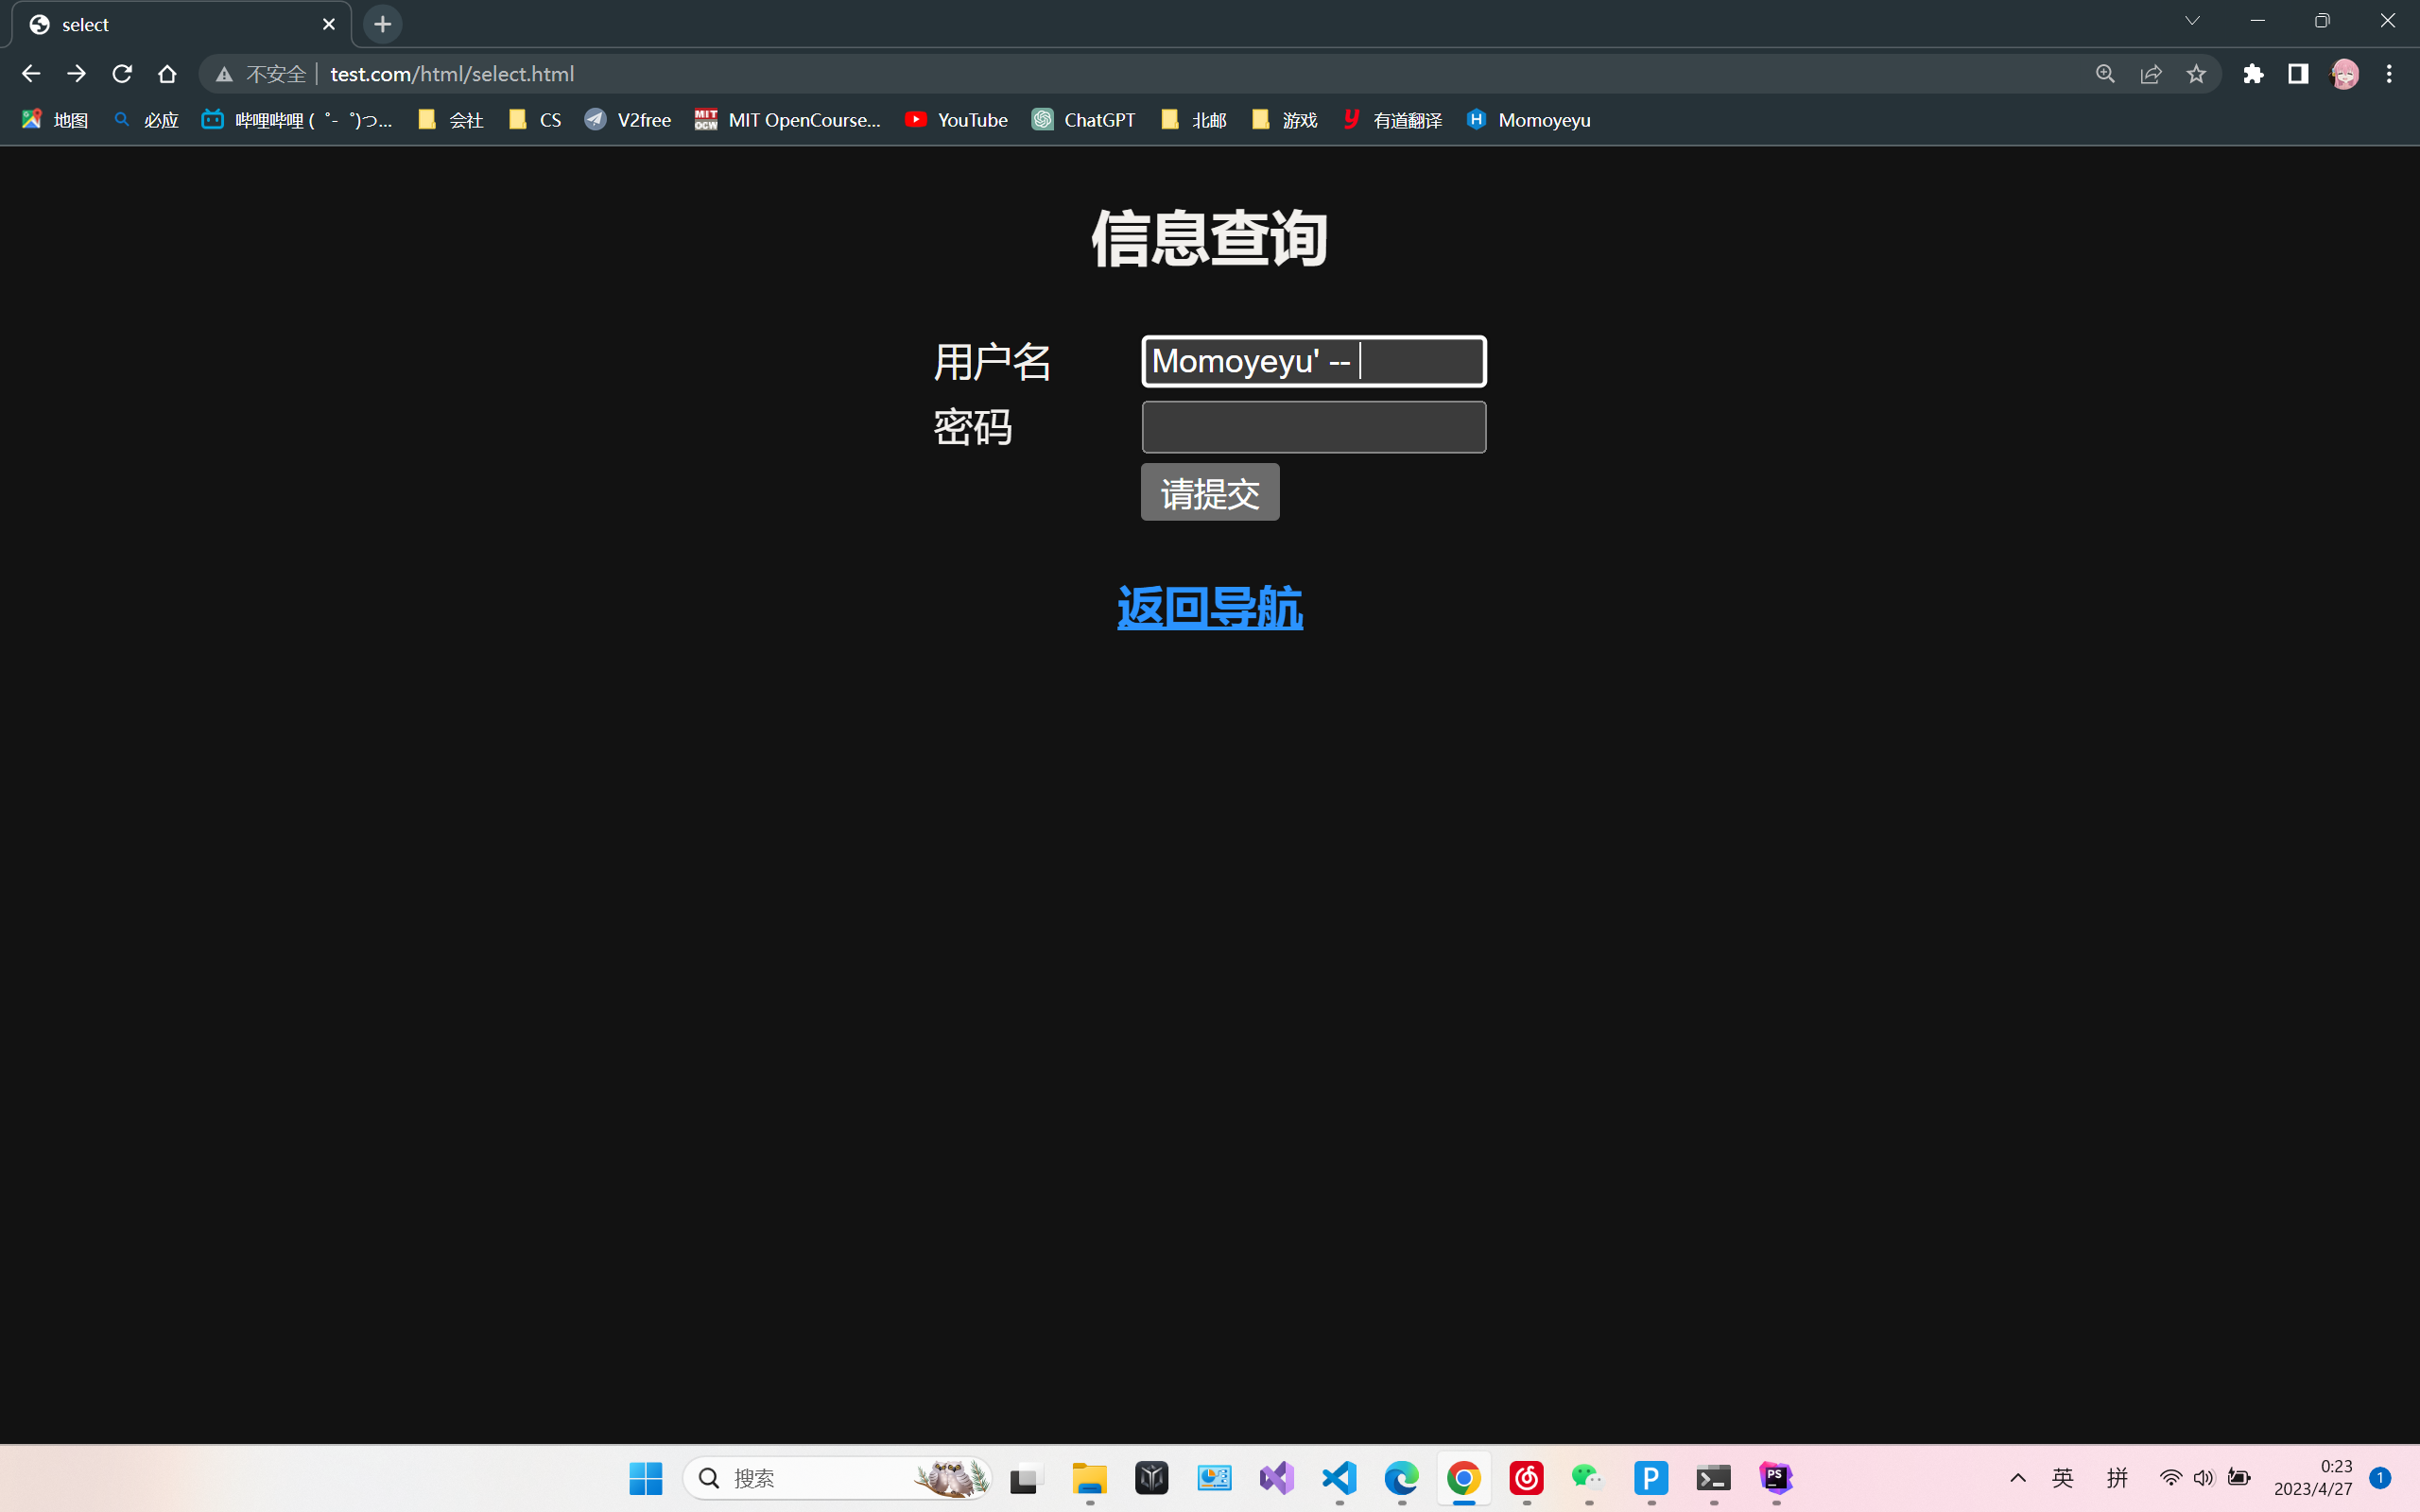 select
不安全 test.com/html/select.html
地图 必应 哔哩哔哩 (゜-゜)つ... 会社 CS V2free MIT OpenCourse... YouTube ChatGPT 北邮 游戏 有道翻译 Momoyeyu
信息查询
用户名 Momoyeyu' --
密码
请提交
返回导航
搜索
英 拼 0:23
2023/4/27 1